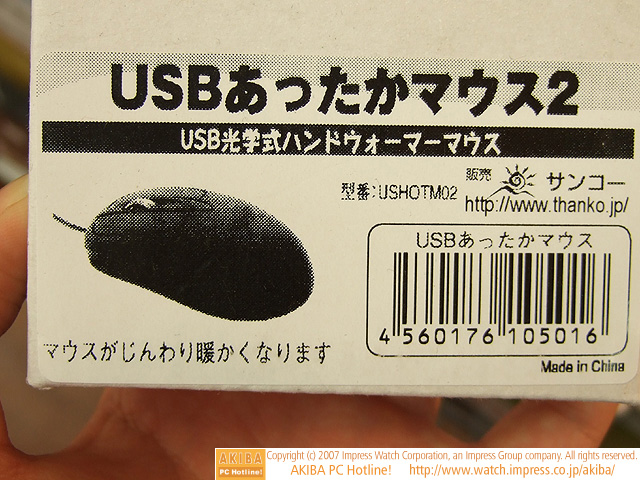 USBあったかマウス2
USB光学式ハンドウォーマーマウス
販売 サンコー
型番:USHOTM02
http://www.thanko.jp/
USBあったかマウス
4 560176 105016
マウスがじんわり暖かくなります
Made in China
AKIBA PC Hotline!
Copyright (c) 2007 Impress Watch Corporation, an Impress Group company. All rights reserved.
AKIBA PC Hotline! http://www.watch.impress.co.jp/akiba/